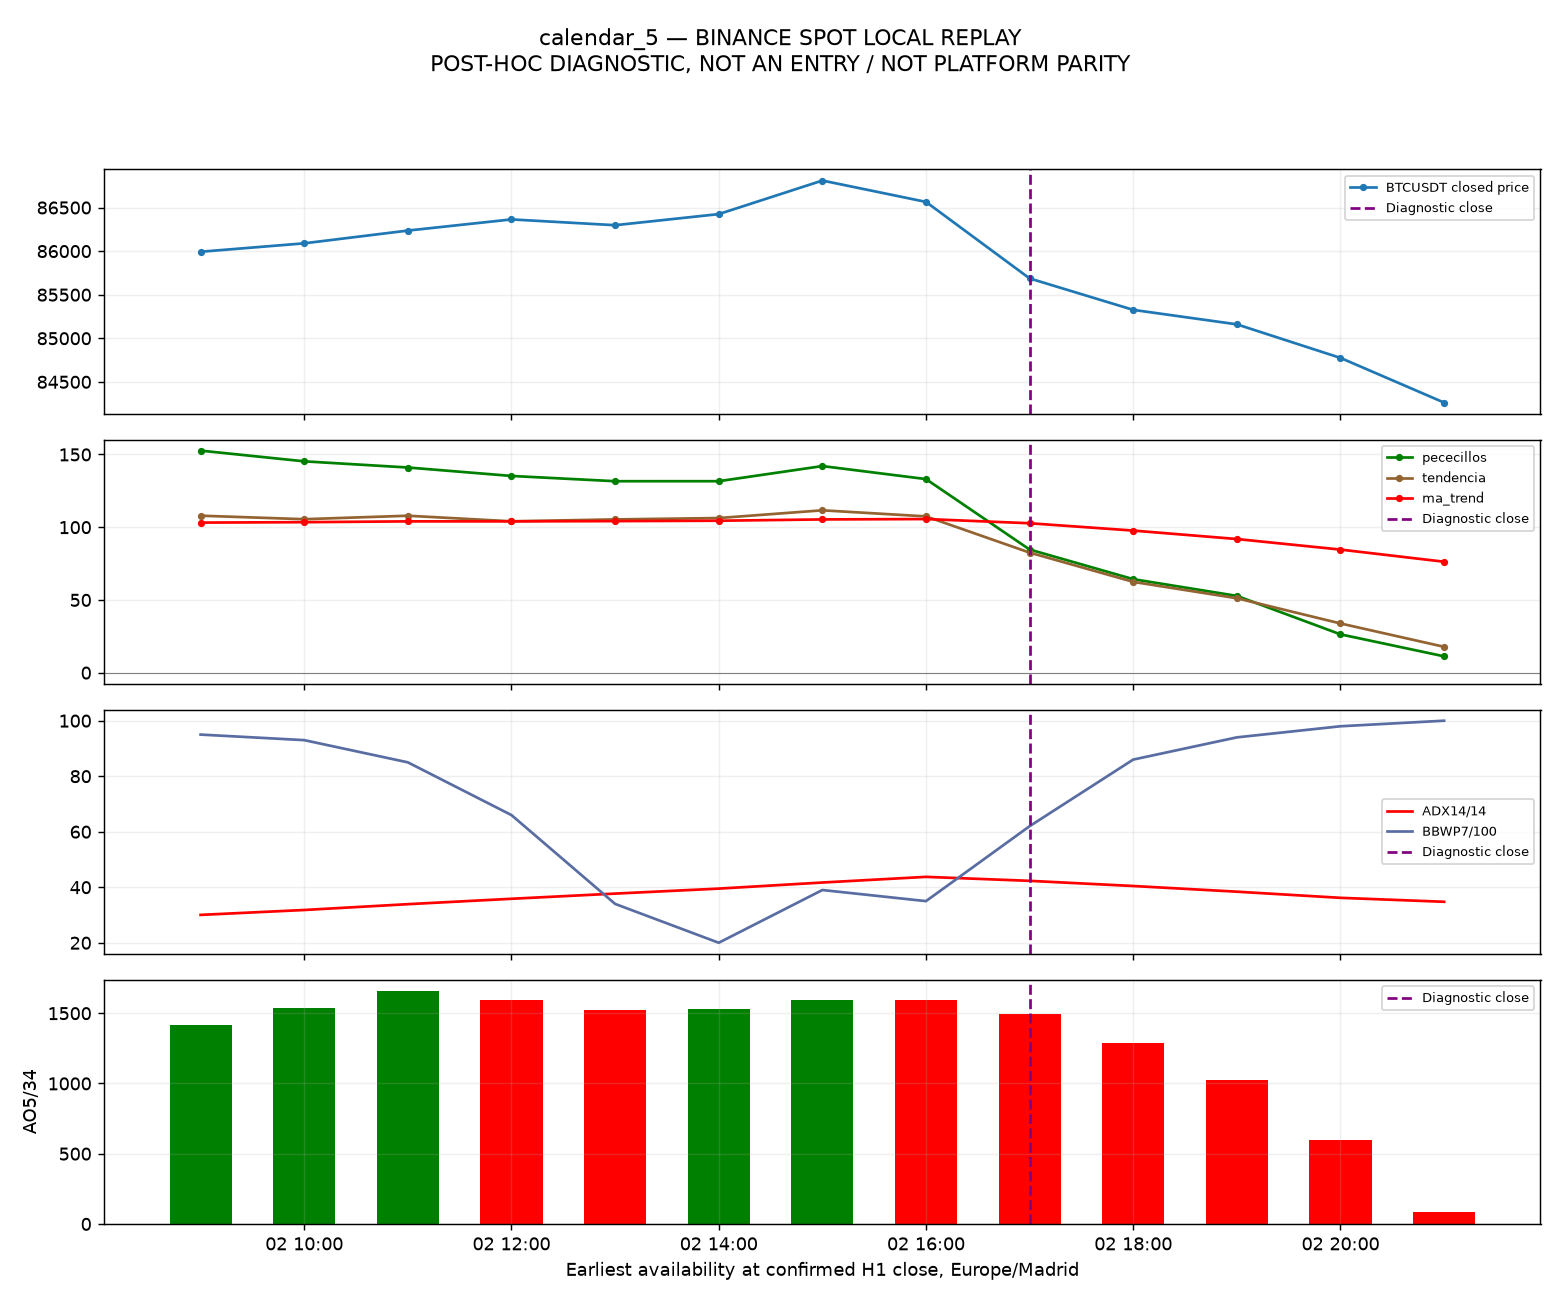 calendar_5 — BINANCE SPOT LOCAL REPLAY
POST-HOC DIAGNOSTIC, NOT AN ENTRY / NOT PLATFORM PARITY
86500
86000
85500
85000
84500
BTCUSDT closed price
Diagnostic close
150
100
50
0
pececillos
tendencia
ma_trend
Diagnostic close
100
80
60
40
20
ADX14/14
BBWP7/100
Diagnostic close
AO5/34
1500
1000
500
0
Diagnostic close
02 10:00
02 12:00
02 14:00
02 16:00
02 18:00
02 20:00
Earliest availability at confirmed H1 close, Europe/Madrid